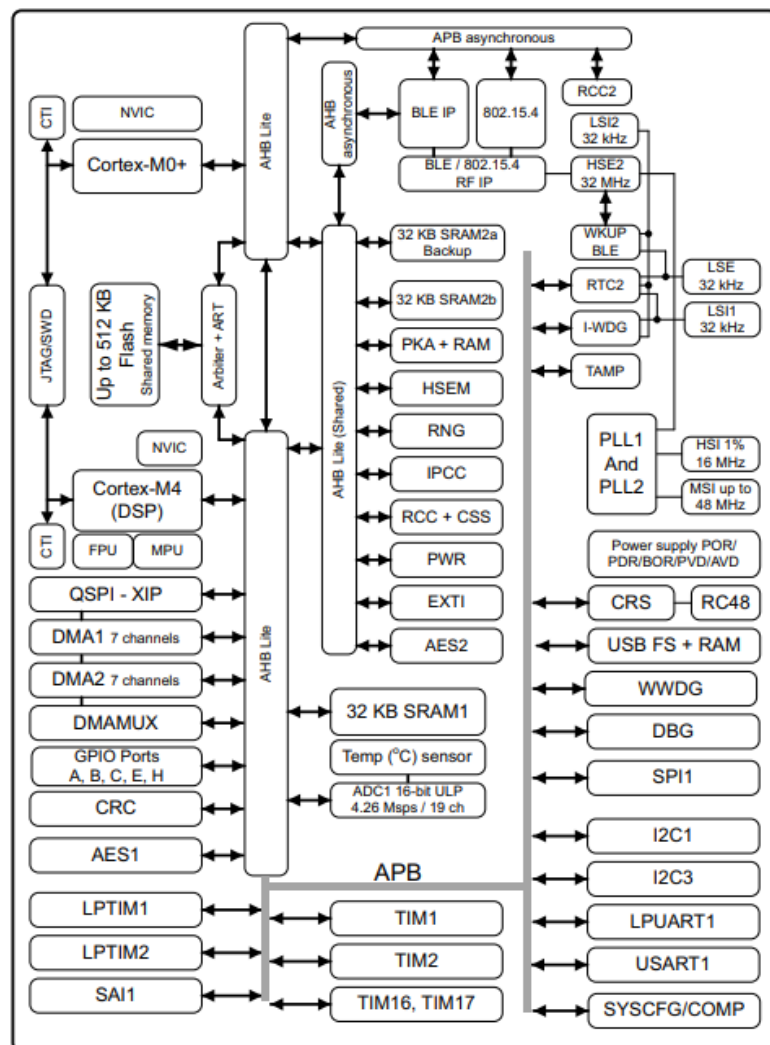 APB asynchronous
CTI
NVIC
AHB Lite
AHB
asynchronous
BLE IP
802.15.4
RCC2
LSI2
32 kHz
Cortex-M0+
BLE / 802.15.4
RF IP
HSE2
32 MHz
32 KB SRAM2a
Backup
WKUP
BLE
LSE
32 kHz
JTAG/SWD
Up to 512 KB
Flash
Shared memory
Arbiter + ART
AHB Lite (Shared)
32 KB SRAM2b
RTC2
LSI1
32 kHz
PKA + RAM
I-WDG
HSEM
TAMP
NVIC
RNG
PLL1
And
PLL2
HSI 1%
16 MHz
Cortex-M4
(DSP)
IPCC
MSI up to
48 MHz
CTI
FPU
MPU
RCC + CSS
PWR
Power supply POR/
PDR/BOR/PVD/AVD
QSPI - XIP
AHB Lite
EXTI
CRS
RC48
DMA1 7 channels
AES2
USB FS + RAM
DMA2 7 channels
WWDG
DMAMUX
32 KB SRAM1
DBG
GPIO Ports
A, B, C, E, H
Temp (°C) sensor
SPI1
CRC
ADC1 16-bit ULP
4.26 Msps / 19 ch
I2C1
AES1
APB
I2C3
LPTIM1
TIM1
LPUART1
LPTIM2
TIM2
USART1
SAI1
TIM16, TIM17
SYSCFG/COMP